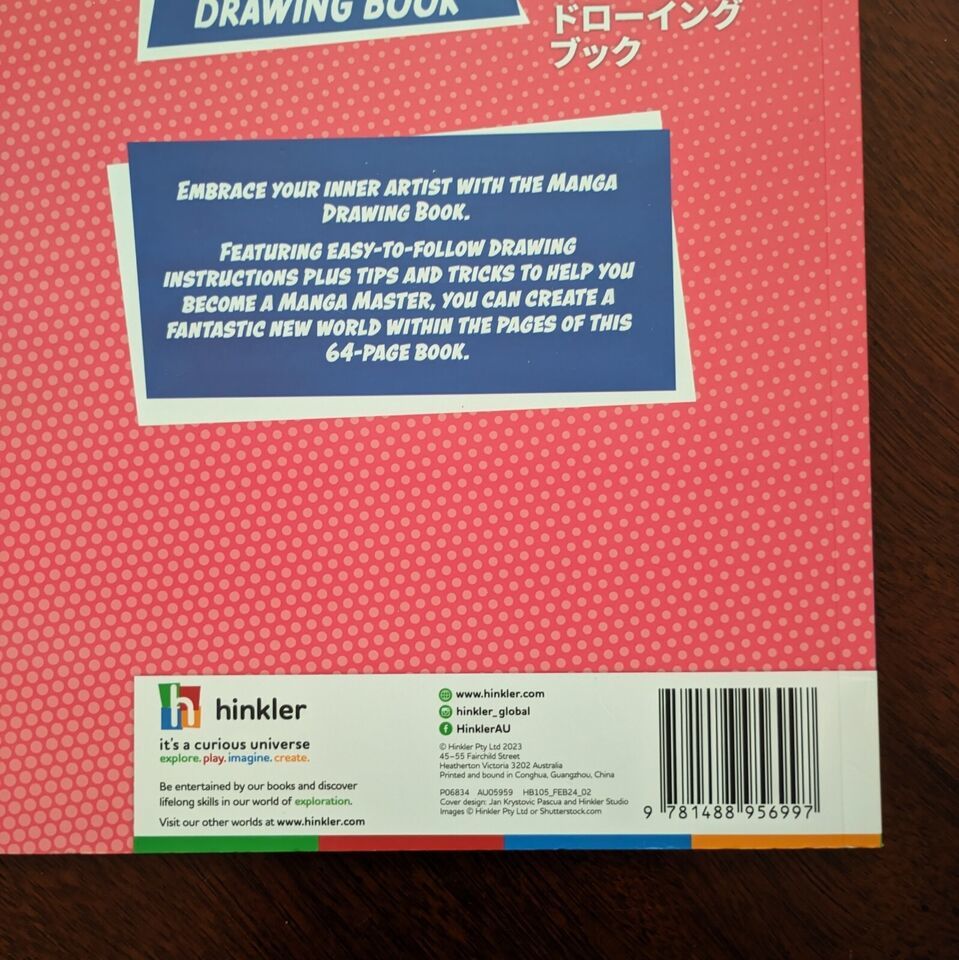 DRAWING BOOK
ドローイング
ブック
EMBRACE YOUR INNER ARTIST WITH THE MANGA
DRAWING BOOK.
FEATURING EASY-TO-FOLLOW DRAWING
INSTRUCTIONS PLUS TIPS AND TRICKS TO HELP YOU
BECOME A MANGA MASTER, YOU CAN CREATE A
FANTASTIC NEW WORLD WITHIN THE PAGES OF THIS
64-PAGE BOOK.
h hinkler
it's a curious universe
explore. play. imagine. create.
Be entertained by our books and discover
lifelong skills in our world of exploration.
Visit our other worlds at www.hinkler.com
www.hinkler.com
hinkler_global
f HinklerAU
© Hinkler Pty Ltd 2023
45–55 Fairchild Street
Heatherton Victoria 3202 Australia
Printed and bound in Conghua, Guangzhou, China
P06834 AU05959 HB105_FEB24_02
Cover design: Jan Krystovic Pascua and Hinkler Studio
Images © Hinkler Pty Ltd or Shutterstock.com
9 781488 956997